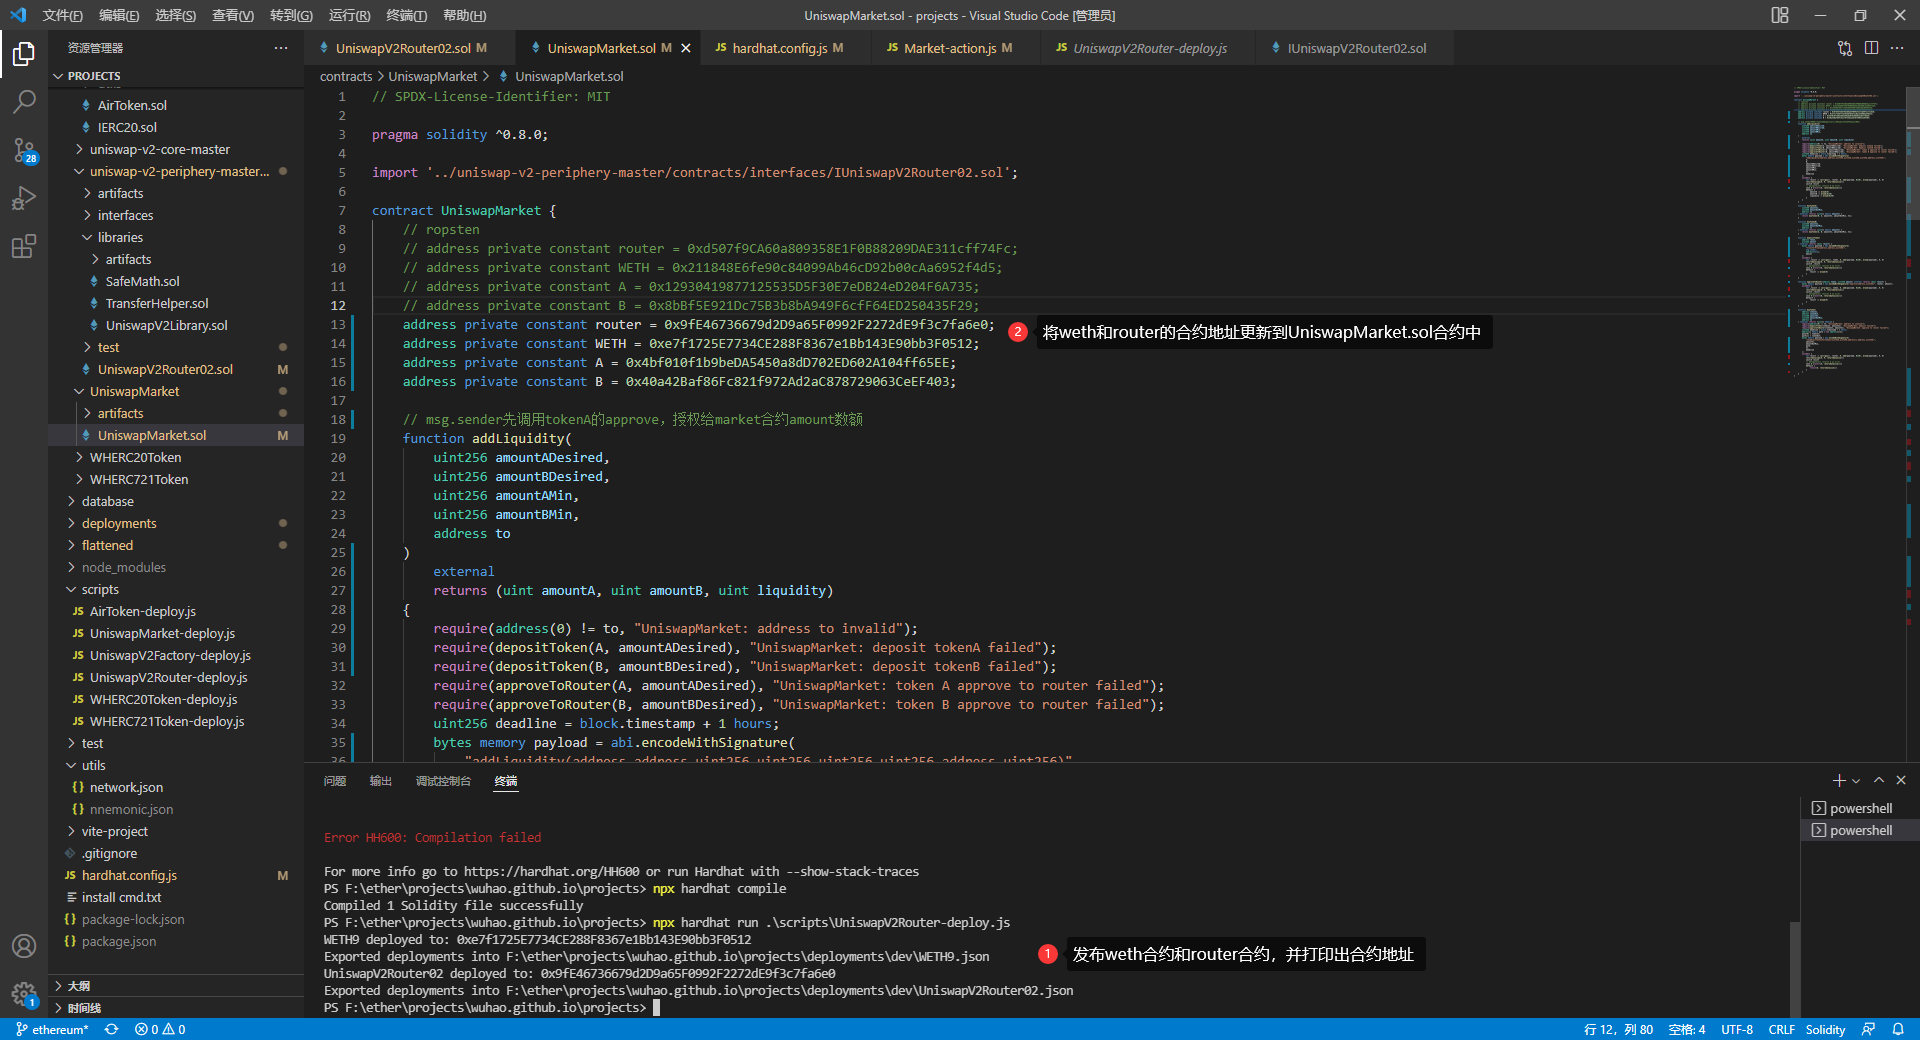 文件(F) 编辑(E) 选择(S) 查看(V) 转到(G) 运行(R) 终端(T) 帮助(H)
UniswapMarket.sol - projects - Visual Studio Code [管理员]
资源管理器 ···
UniswapV2Router02.sol M
UniswapMarket.sol M
JS hardhat.config.js M
JS Market-action.js M
JS UniswapV2Router-deploy.js
IUniswapV2Router02.sol
PROJECTS
AirToken.sol
IERC20.sol
uniswap-v2-core-master
uniswap-v2-periphery-master...
artifacts
interfaces
libraries
artifacts
SafeMath.sol
TransferHelper.sol
UniswapV2Library.sol
test
UniswapV2Router02.sol M
UniswapMarket
artifacts
UniswapMarket.sol M
WHERC20Token
WHERC721Token
database
deployments
flattened
node_modules
scripts
JS AirToken-deploy.js
JS UniswapMarket-deploy.js
JS UniswapV2Factory-deploy.js
JS UniswapV2Router-deploy.js
JS WHERC20Token-deploy.js
JS WHERC721Token-deploy.js
test
utils
{} network.json
{} nnemonic.json
vite-project
.gitignore
JS hardhat.config.js M
install cmd.txt
{} package-lock.json
{} package.json
大纲
时间线
28
1
contracts > UniswapMarket > UniswapMarket.sol
1 // SPDX-License-Identifier: MIT
2
3 pragma solidity ^0.8.0;
4
5 import '../uniswap-v2-periphery-master/contracts/interfaces/IUniswapV2Router02.sol';
6
7 contract UniswapMarket {
8 // ropsten
9 // address private constant router = 0xd507f9CA60a809358E1F0B88209DAE311cff74Fc;
10 // address private constant WETH = 0x211848E6fe90c84099Ab46cD92b00cAa6952f4d5;
11 // address private constant A = 0x12930419877125535D5F30E7eDB24eD204F6A735;
12 // address private constant B = 0x8bBf5E921Dc75B3b8bA949F6cfF64ED250435F29;
13 address private constant router = 0x9fE46736679d2D9a65F0992F2272dE9f3c7fa6e0;
14 address private constant WETH = 0xe7f1725E7734CE288F8367e1Bb143E90bb3F0512;
15 address private constant A = 0x4bf010f1b9beDA5450a8dD702ED602A104ff65EE;
16 address private constant B = 0x40a42Baf86Fc821f972Ad2aC878729063CeEF403;
2 将weth和router的合约地址更新到UniswapMarket.sol合约中
17
18 // msg.sender先调用tokenA的approve，授权给market合约amount数额
19 function addLiquidity(
20 uint256 amountADesired,
21 uint256 amountBDesired,
22 uint256 amountAMin,
23 uint256 amountBMin,
24 address to
25 )
26 external
27 returns (uint amountA, uint amountB, uint liquidity)
28 {
29 require(address(0) != to, "UniswapMarket: address to invalid");
30 require(depositToken(A, amountADesired), "UniswapMarket: deposit tokenA failed");
31 require(depositToken(B, amountBDesired), "UniswapMarket: deposit tokenB failed");
32 require(approveToRouter(A, amountADesired), "UniswapMarket: token A approve to router failed");
33 require(approveToRouter(B, amountBDesired), "UniswapMarket: token B approve to router failed");
34 uint256 deadline = block.timestamp + 1 hours;
35 bytes memory payload = abi.encodeWithSignature(
36 "addLiquidity(address,address,uint256,uint256,uint256,uint256,address,uint256)",
问题 输出 调试控制台 终端
powershell
powershell
Error HH600: Compilation failed
For more info go to https://hardhat.org/HH600 or run Hardhat with --show-stack-traces
PS F:\ether\projects\wuhao.github.io\projects> npx hardhat compile
Compiled 1 Solidity file successfully
PS F:\ether\projects\wuhao.github.io\projects> npx hardhat run .\scripts\UniswapV2Router-deploy.js
WETH9 deployed to: 0xe7f1725E7734CE288F8367e1Bb143E90bb3F0512
Exported deployments into F:\ether\projects\wuhao.github.io\projects\deployments\dev\WETH9.json
UniswapV2Router02 deployed to: 0x9fE46736679d2D9a65F0992F2272dE9f3c7fa6e0
Exported deployments into F:\ether\projects\wuhao.github.io\projects\deployments\dev\UniswapV2Router02.json
PS F:\ether\projects\wuhao.github.io\projects>
1 发布weth合约和router合约，并打印出合约地址
ethereum* 0 0
行 12，列 80 空格: 4 UTF-8 CRLF Solidity